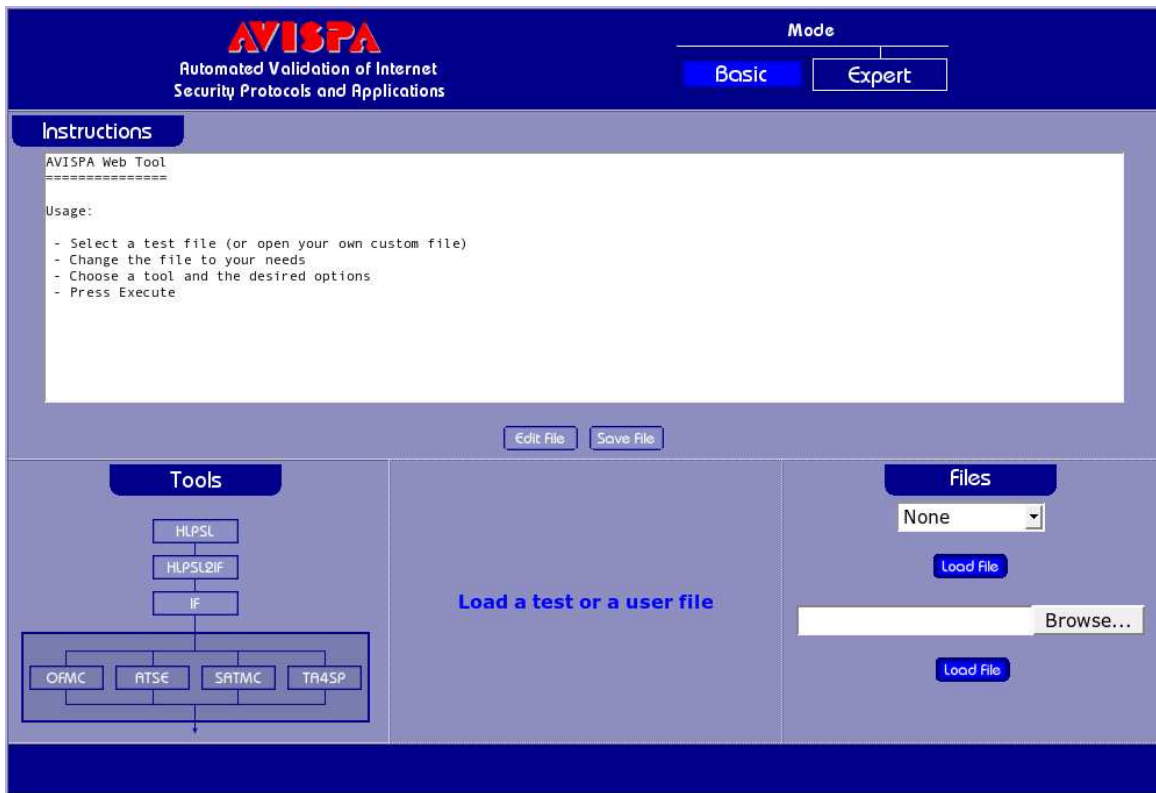 AVISPA
Automated Validation of Internet
Security Protocols and Applications
Mode
Basic
Expert
Instructions
AVISPA Web Tool
===============
Usage:
- Select a test file (or open your own custom file)
- Change the file to your needs
- Choose a tool and the desired options
- Press Execute
Edit File
Save File
Tools
HLPSL
HLPSL2IF
IF
OFMC
ATSE
SATMC
TA4SP
Load a test or a user file
Files
None
Load File
Browse...
Load File